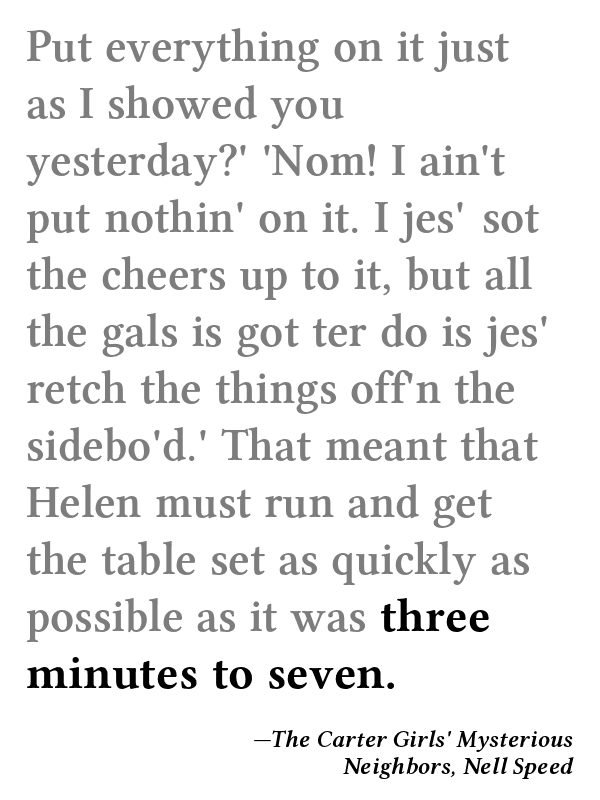 Put everything on it just
as I showed you
yesterday?' 'Nom! I ain't
put nothin' on it. I jes' sot
the cheers up to it, but all
the gals is got ter do is jes'
retch the things off'n the
sidebo'd.' That meant that
Helen must run and get
the table set as quickly as
possible as it was three
minutes to seven.
—The Carter Girls' Mysterious
Neighbors, Nell Speed